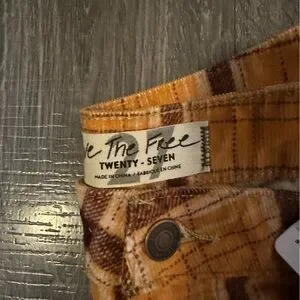 The Free
TWENTY - SEVEN
MADE IN CHINA / FABRIQUÉ EN CHINE